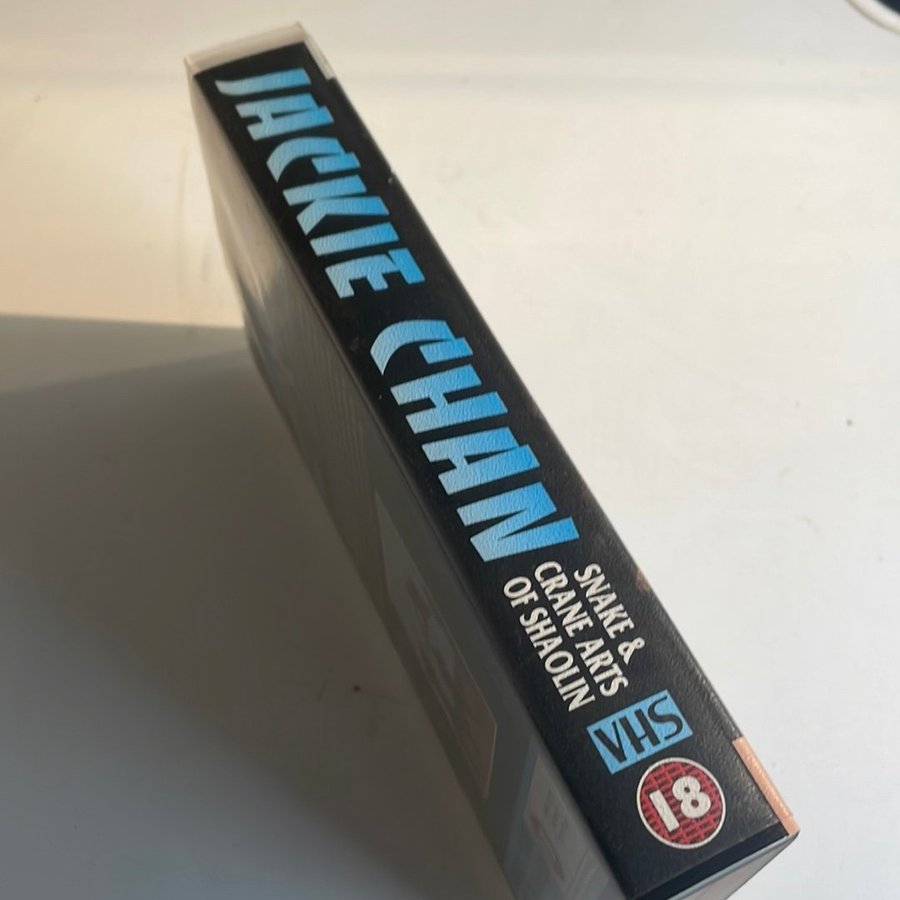 JACKIE CHAN
SNAKE &
CRANE ARTS
OF SHAOLIN
VHS
18